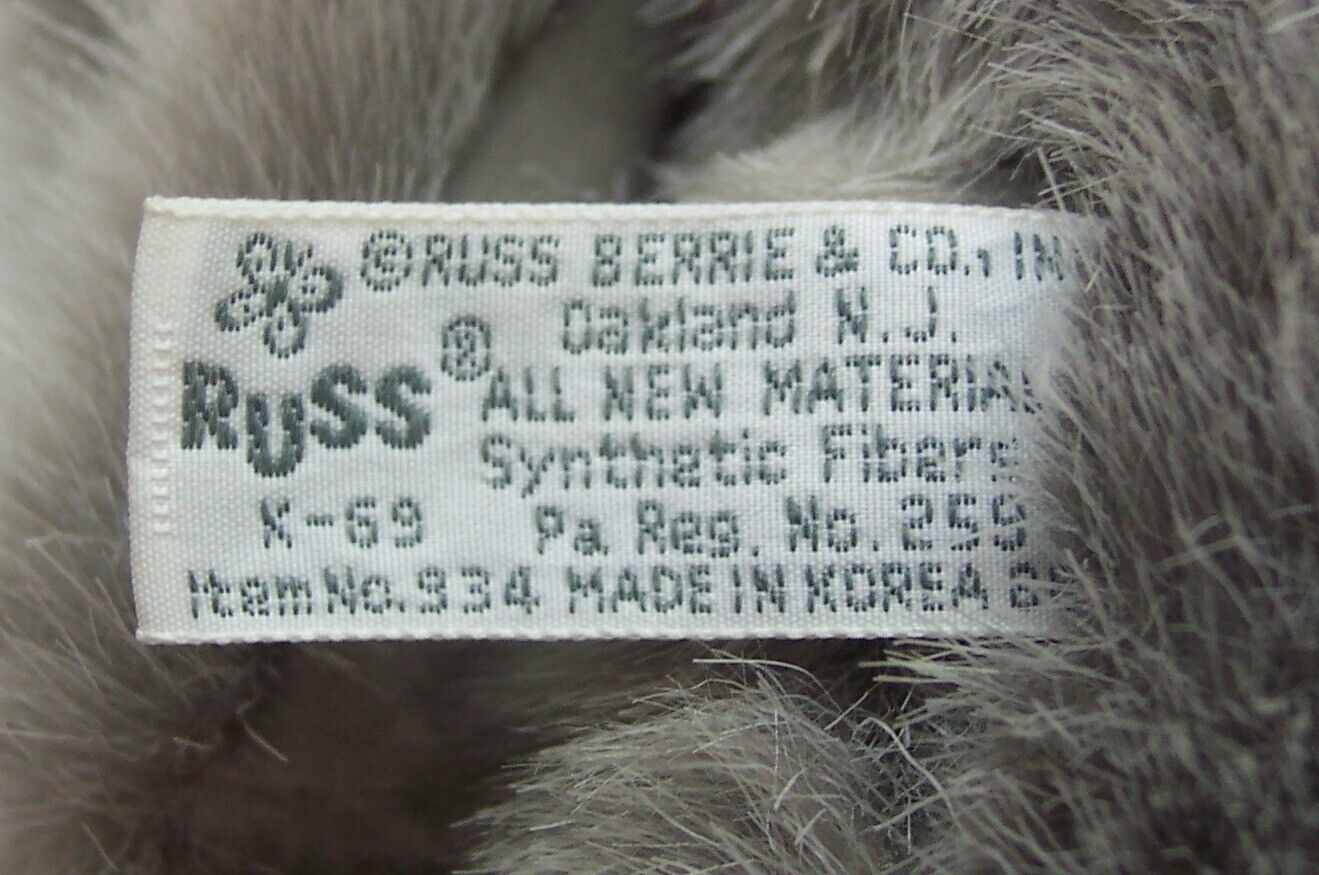 ©RUSS BERRIE & CO., IN
Oakland N.J.
RUSS®
ALL NEW MATERIAL
Synthetic Fibers
K-69
Pa. Reg. No. 259
Item No. 934 MADE IN KOREA